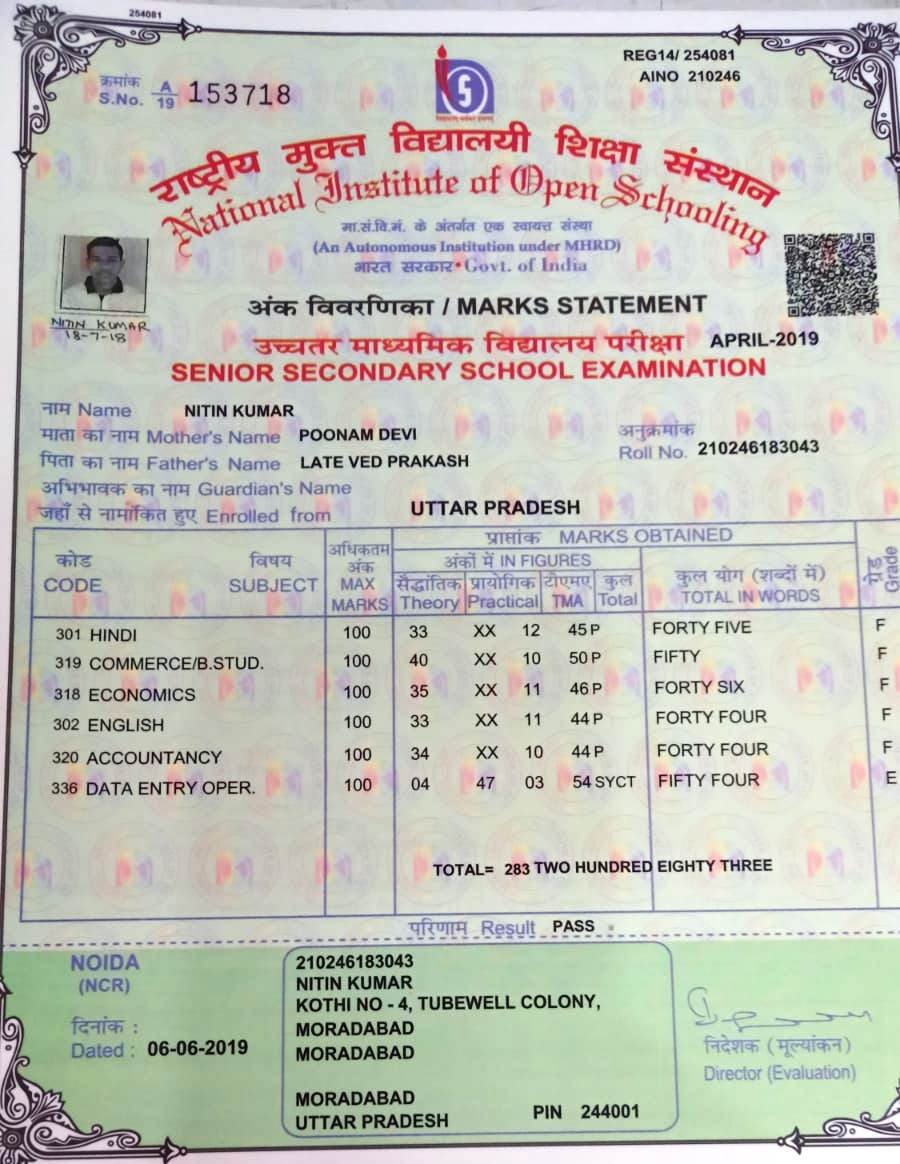 254081
REG14/ 254081
AINO 210246
क्रमांक
S.No. A/19 153718
राष्ट्रीय मुक्त विद्यालयी शिक्षा संस्थान
National Institute of Open Schooling
मा.सं.वि.मं. के अंतर्गत एक स्वायत्त संस्था
(An Autonomous Institution under MHRD)
भारत सरकार • Govt. of India
NITIN KUMAR
18-7-18
अंक विवरणिका / MARKS STATEMENT
उच्चतर माध्यमिक विद्यालय परीक्षा APRIL-2019
SENIOR SECONDARY SCHOOL EXAMINATION
नाम Name NITIN KUMAR
माता का नाम Mother's Name POONAM DEVI
अनुक्रमांक
Roll No. 210246183043
पिता का नाम Father's Name LATE VED PRAKASH
अभिभावक का नाम Guardian's Name
जहाँ से नामांकित हुए Enrolled from UTTAR PRADESH
कोड
CODE
विषय
SUBJECT
अधिकतम
अंक
MAX
MARKS
प्राप्तांक MARKS OBTAINED
अंकों में IN FIGURES
सैद्धांतिक प्रायोगिक टीएमए कुल
Theory Practical TMA Total
कुल योग (शब्दों में)
TOTAL IN WORDS
ग्रेड
Grade
301 HINDI 100 33 XX 12 45 P FORTY FIVE F
319 COMMERCE/B.STUD. 100 40 XX 10 50 P FIFTY F
318 ECONOMICS 100 35 XX 11 46 P FORTY SIX F
302 ENGLISH 100 33 XX 11 44 P FORTY FOUR F
320 ACCOUNTANCY 100 34 XX 10 44 P FORTY FOUR F
336 DATA ENTRY OPER. 100 04 47 03 54 SYCT FIFTY FOUR E
TOTAL= 283 TWO HUNDRED EIGHTY THREE
परिणाम Result PASS
NOIDA
(NCR)
दिनांक :
Dated : 06-06-2019
210246183043
NITIN KUMAR
KOTHI NO - 4, TUBEWELL COLONY,
MORADABAD
MORADABAD
MORADABAD
UTTAR PRADESH PIN 244001
निदेशक (मूल्यांकन)
Director (Evaluation)